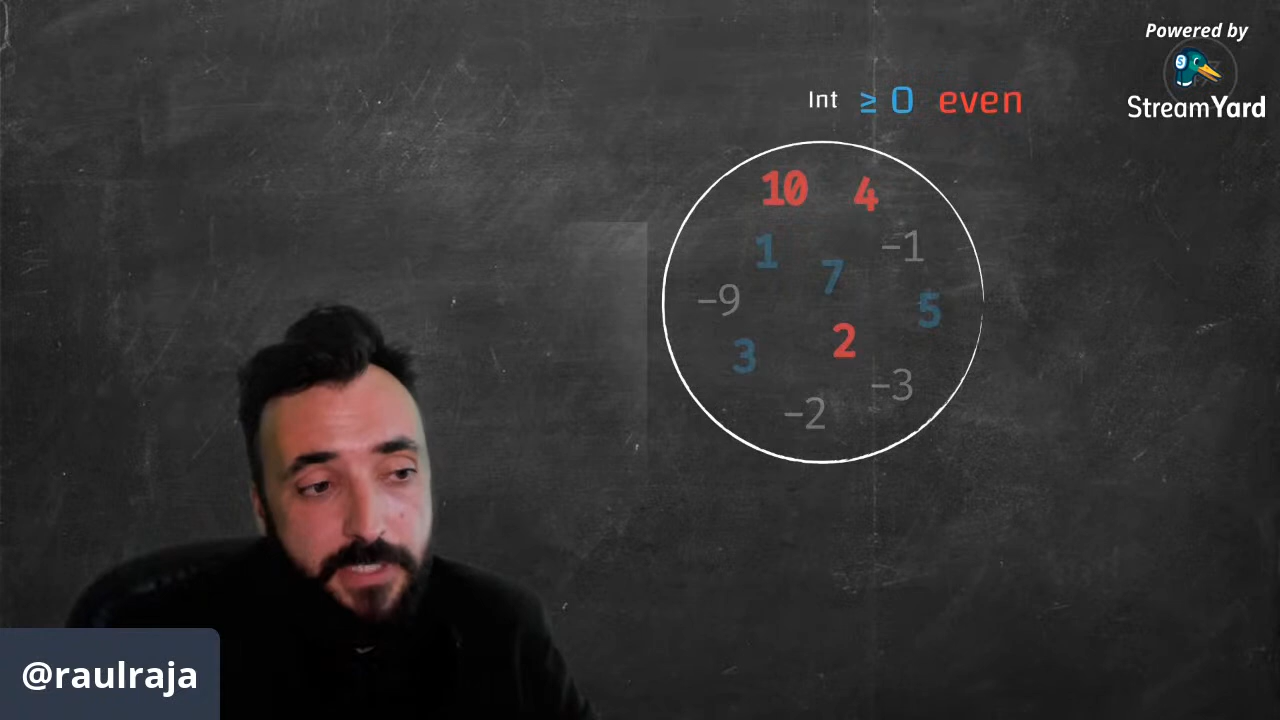 Powered by
StreamYard
Int ≥ 0 even
10 4
1 −1
7
−9 5
3 2
−3
−2
@raulraja